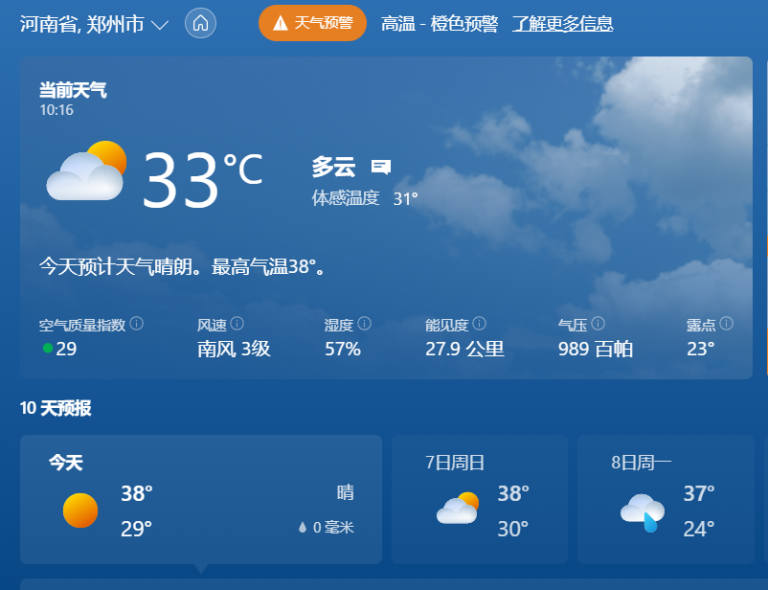 河南省, 郑州市 天气预警 高温 - 橙色预警 了解更多信息
当前天气
10:16
33°C
多云
体感温度 31°
今天预计天气晴朗。最高气温38°。
空气质量指数 风速 湿度 能见度 气压 露点
29 南风 3级 57% 27.9 公里 989 百帕 23°
10 天预报
今天 7日周日 8日周一
38° 晴 38° 37°
29° 0 毫米 30° 24°